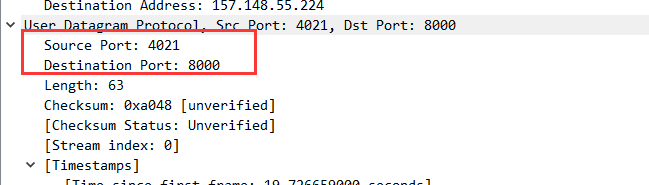 Destination Address: 157.148.55.224
User Datagram Protocol, Src Port: 4021, Dst Port: 8000
Source Port: 4021
Destination Port: 8000
Length: 63
Checksum: 0xa048 [unverified]
[Checksum Status: Unverified]
[Stream index: 0]
[Timestamps]
[Time since first frame: 19.726659000 seconds]